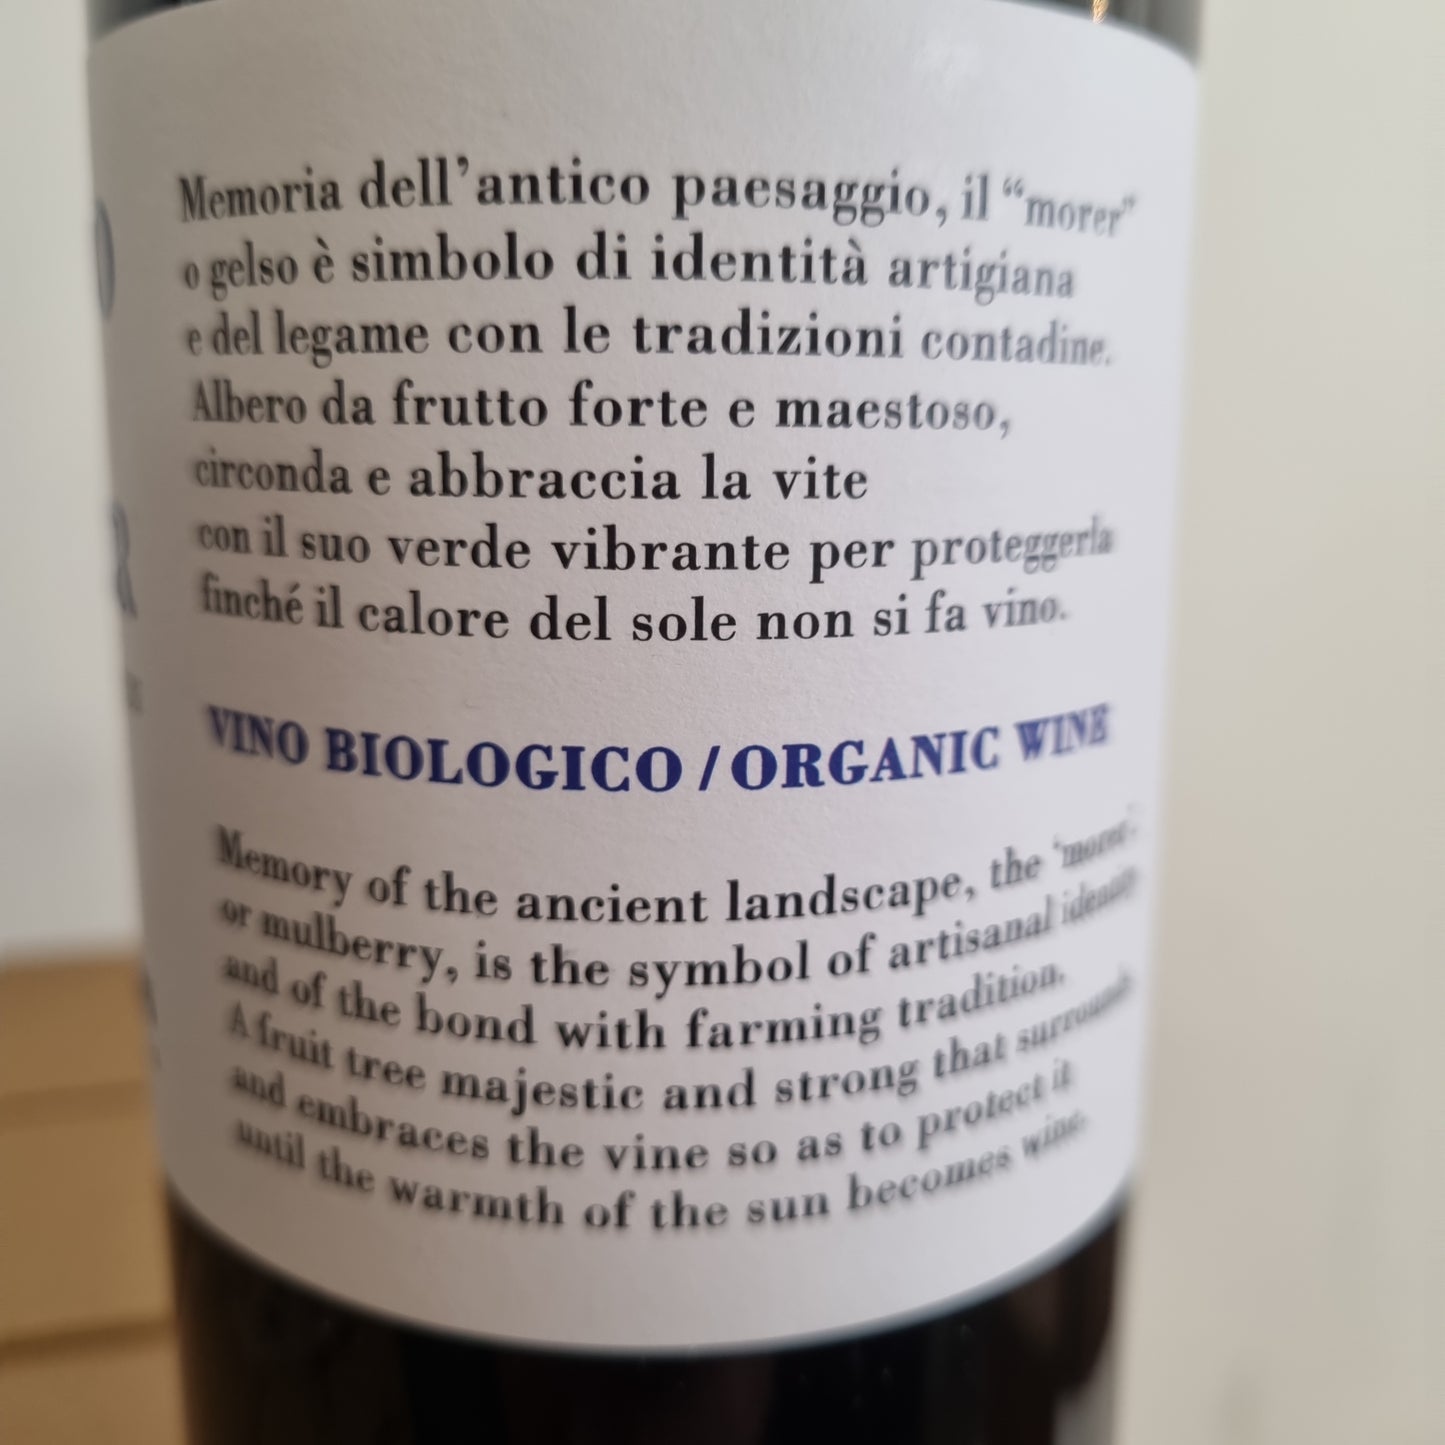 Memoria dell'antico paesaggio, il “morer”
o gelso è simbolo di identità artigiana
e del legame con le tradizioni contadine.
Albero da frutto forte e maestoso,
circonda e abbraccia la vite
con il suo verde vibrante per proteggerla
finché il calore del sole non si fa vino.
VINO BIOLOGICO / ORGANIC WINE
Memory of the ancient landscape, the 'morer'
or mulberry, is the symbol of artisanal identity
and of the bond with farming tradition.
A fruit tree majestic and strong that surrounds
and embraces the vine so as to protect it
until the warmth of the sun becomes wine.